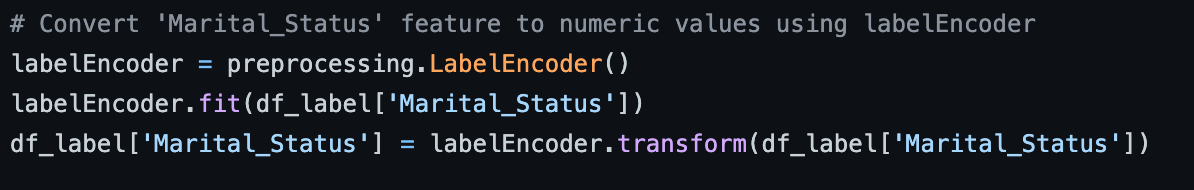 # Convert 'Marital_Status' feature to numeric values using labelEncoder
labelEncoder = preprocessing.LabelEncoder()
labelEncoder.fit(df_label['Marital_Status'])
df_label['Marital_Status'] = labelEncoder.transform(df_label['Marital_Status'])